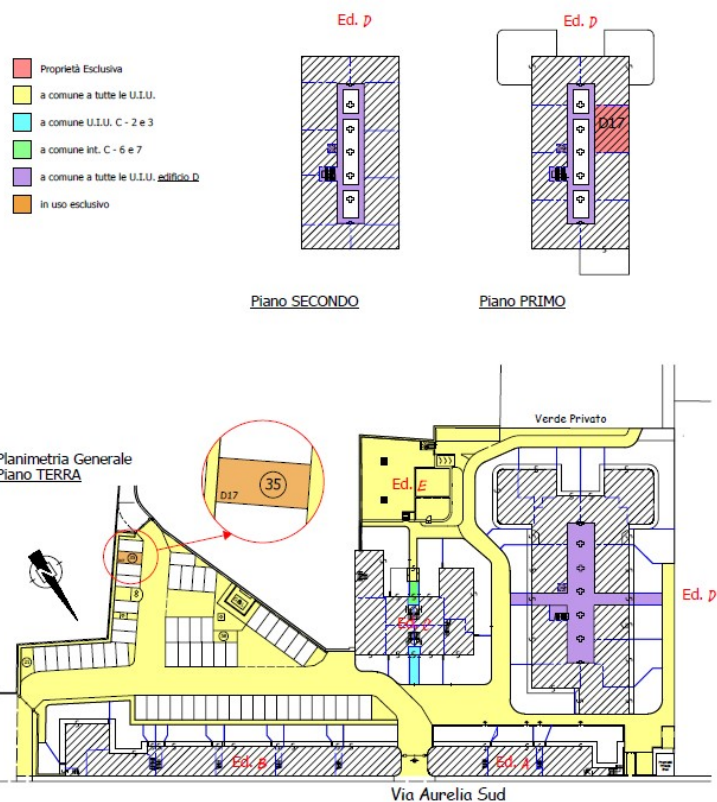 Ed. D
Ed. D
Proprietà Esclusiva
a comune a tutte le U.I.U.
a comune U.I.U. C - 2 e 3
a comune int. C - 6 e 7
a comune a tutte le U.I.U. edificio D
in uso esclusivo
D17
Piano SECONDO
Piano PRIMO
Verde Privato
Planimetria Generale
Piano TERRA
35
D17
Ed. E
Ed. D
Ed. C
Ed. B
Ed. A
Via Aurelia Sud